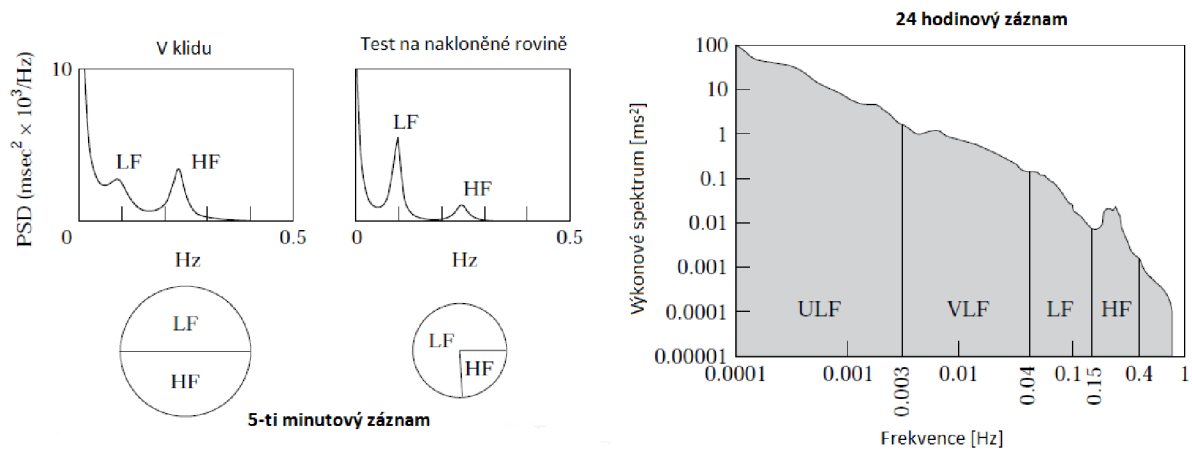 V klidu
10
PSD (msec² × 10³/Hz)
LF
HF
0
0.5
Hz
Test na nakloněné rovině
LF
HF
0
0.5
Hz
LF
HF
LF
HF
5-ti minutový záznam
24 hodinový záznam
Výkonové spektrum [ms²]
100
10
1
0.1
0.01
0.001
0.0001
0.00001
ULF
VLF
LF
HF
0.0001
0.001
0.003
0.01
0.04
0.1
0.15
0.4
1
Frekvence [Hz]